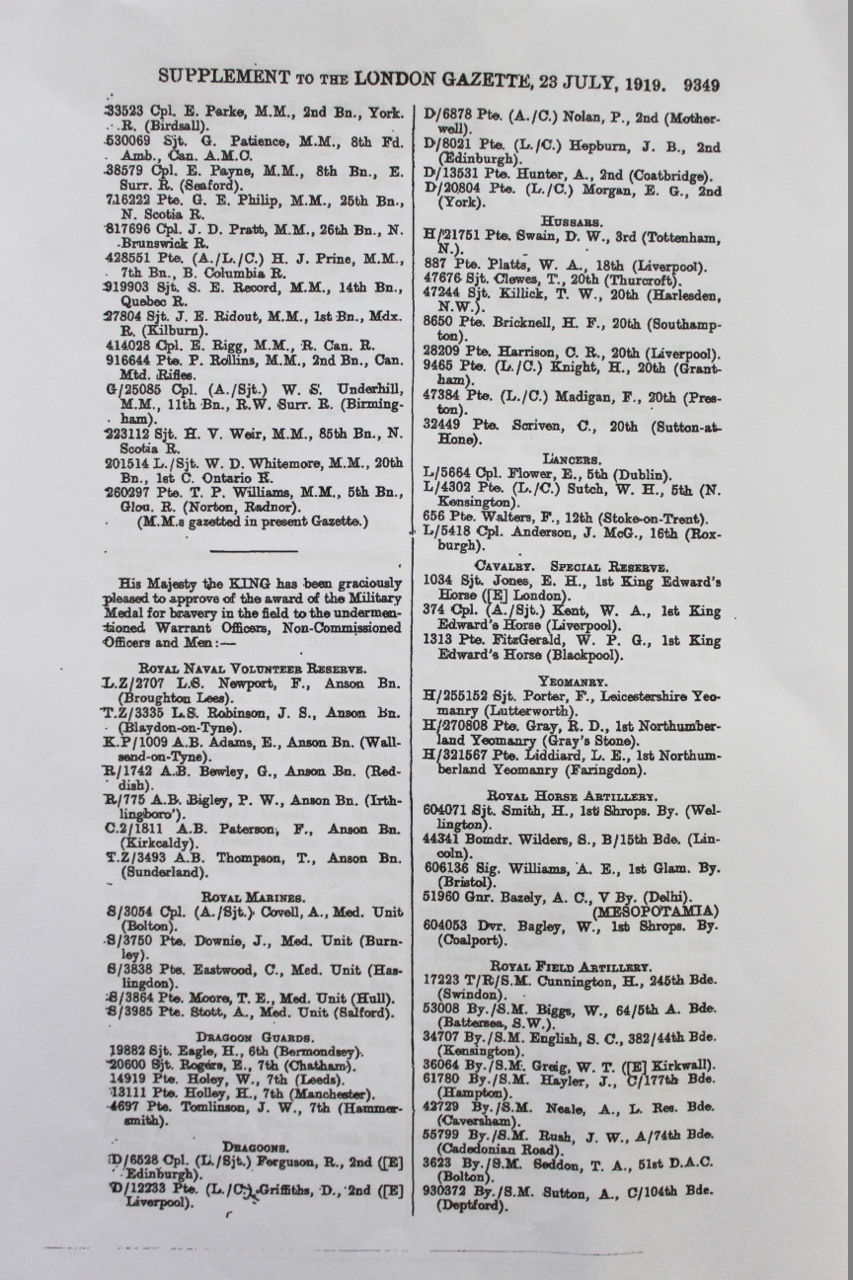 SUPPLEMENT TO THE LONDON GAZETTE, 23 JULY, 1919. 9349
33523 Cpl. E. Parke, M.M., 2nd Bn., York.
R. (Birdsall).
530069 Sjt. G. Patience, M.M., 8th Fd.
Amb., Can. A.M.C.
38579 Cpl. E. Payne, M.M., 8th Bn., E.
Surr. R. (Seaford).
716222 Pte. G. E. Philip, M.M., 25th Bn.,
N. Scotia R.
817696 Cpl. J. D. Pratt, M.M., 26th Bn., N.
Brunswick R.
428551 Pte. (A./L./C.) H. J. Prine, M.M.,
7th Bn., B. Columbia R.
919903 Sjt. S. E. Record, M.M., 14th Bn.,
Quebec R.
27804 Sjt. J. E. Ridout, M.M., 1st Bn., Mdx.
R. (Kilburn).
414028 Cpl. E. Rigg, M.M., R. Can. R.
916644 Pte. P. Rollins, M.M., 2nd Bn., Can.
Mtd. Rifles.
G/25085 Cpl. (A./Sjt.) W. S. Underhill,
M.M., 11th Bn., R.W. Surr. R. (Birming-
ham).
223112 Sjt. H. V. Weir, M.M., 85th Bn., N.
Scotia R.
201514 L./Sjt. W. D. Whitemore, M.M., 20th
Bn., 1st C. Ontario R.
260297 Pte. T. P. Williams, M.M., 5th Bn.,
Glou. R. (Norton, Radnor).
(M.M.s gazetted in present Gazette.)
His Majesty the KING has been graciously
pleased to approve of the award of the Military
Medal for bravery in the field to the undermen-
tioned Warrant Officers, Non-Commissioned
Officers and Men:—
ROYAL NAVAL VOLUNTEER RESERVE.
L.Z/2707 L.S. Newport, F., Anson Bn.
(Broughton Lees).
T.Z/3335 L.S. Robinson, J. S., Anson Bn.
(Blaydon-on-Tyne).
K.P/1009 A.B. Adams, E., Anson Bn. (Wall-
send-on-Tyne).
R/1742 A.B. Bewley, G., Anson Bn. (Red-
dish).
R/775 A.B. Bigley, P. W., Anson Bn. (Irth-
lingboro').
C.2/1811 A.B. Paterson, F., Anson Bn.
(Kirkcaldy).
T.Z/3493 A.B. Thompson, T., Anson Bn.
(Sunderland).
ROYAL MARINES.
S/3054 Cpl. (A./Sjt.) Covell, A., Med. Unit
(Bolton).
S/3750 Pte. Downie, J., Med. Unit (Burn-
ley).
S/3838 Pte. Eastwood, C., Med. Unit (Has-
lingdon).
S/3864 Pte. Moore, T. E., Med. Unit (Hull).
S/3985 Pte. Stott, A., Med. Unit (Salford).
DRAGOON GUARDS.
19882 Sjt. Eagle, H., 6th (Bermondsey).
20600 Sjt. Rogers, E., 7th (Chatham).
14919 Pte. Holey, W., 7th (Leeds).
13111 Pte. Holley, H., 7th (Manchester).
4697 Pte. Tomlinson, J. W., 7th (Hammer-
smith).
DRAGOONS.
D/6528 Cpl. (L./Sjt.) Ferguson, R., 2nd ([E]
Edinburgh).
D/12233 Pte. (L./C.) Griffiths, D., 2nd ([E]
Liverpool).
D/6878 Pte. (A./C.) Nolan, P., 2nd (Mother-
well).
D/8021 Pte. (L./C.) Hepburn, J. B., 2nd
(Edinburgh).
D/13531 Pte. Hunter, A., 2nd (Coatbridge).
D/20804 Pte. (L./C.) Morgan, E. G., 2nd
(York).
HUSSARS.
H/21751 Pte. Swain, D. W., 3rd (Tottenham,
N.).
887 Pte. Platts, W. A., 18th (Liverpool).
47676 Sjt. Clewes, T., 20th (Thurcroft).
47244 Sjt. Killick, T. W., 20th (Harlesden,
N.W.).
8650 Pte. Bricknell, H. F., 20th (Southamp-
ton).
28209 Pte. Harrison, C. R., 20th (Liverpool).
9465 Pte. (L./C.) Knight, H., 20th (Grant-
ham).
47384 Pte. (L./C.) Madigan, F., 20th (Pres-
ton).
32449 Pte. Scriven, C., 20th (Sutton-at-
Hone).
LANCERS.
L/5664 Cpl. Flower, E., 5th (Dublin).
L/4302 Pte. (L./C.) Sutch, W. H., 5th (N.
Kensington).
656 Pte. Walters, F., 12th (Stoke-on-Trent).
L/5418 Cpl. Anderson, J. McG., 16th (Rox-
burgh).
CAVALRY. SPECIAL RESERVE.
1034 Sjt. Jones, E. H., 1st King Edward's
Horse ([E] London).
374 Cpl. (A./Sjt.) Kent, W. A., 1st King
Edward's Horse (Liverpool).
1313 Pte. FitzGerald, W. P. G., 1st King
Edward's Horse (Blackpool).
YEOMANRY.
H/255152 Sjt. Porter, F., Leicestershire Yeo-
manry (Lutterworth).
H/270808 Pte. Gray, R. D., 1st Northumber-
land Yeomanry (Gray's Stone).
H/321567 Pte. Liddiard, L. E., 1st Northum-
berland Yeomanry (Faringdon).
ROYAL HORSE ARTILLERY.
604071 Sjt. Smith, H., 1st Shrops. By. (Wel-
lington).
44341 Bomdr. Wilders, S., B/15th Bde. (Lin-
coln).
606136 Sig. Williams, A. E., 1st Glam. By.
(Bristol).
51960 Gnr. Bazely, A. C., V By. (Delhi).
(MESOPOTAMIA)
604053 Dvr. Bagley, W., 1st Shrops. By.
(Coalport).
ROYAL FIELD ARTILLERY.
17223 T/R/S.M. Cunnington, H., 245th Bde.
(Swindon).
53008 By./S.M. Biggs, W., 64/5th A. Bde.
(Battersea, S.W.).
34707 By./S.M. English, S. C., 382/44th Bde.
(Kensington).
36064 By./S.M. Greig, W. T. ([E] Kirkwall).
61780 By./S.M. Hayler, J., C/177th Bde.
(Hampton).
42729 By./S.M. Neale, A., L. Res. Bde.
(Caversham).
55799 By./S.M. Rush, J. W., A/74th Bde.
(Cadedonian Road).
3623 By./S.M. Seddon, T. A., 51st D.A.C.
(Bolton).
930372 By./S.M. Sutton, A., C/104th Bde.
(Deptford).